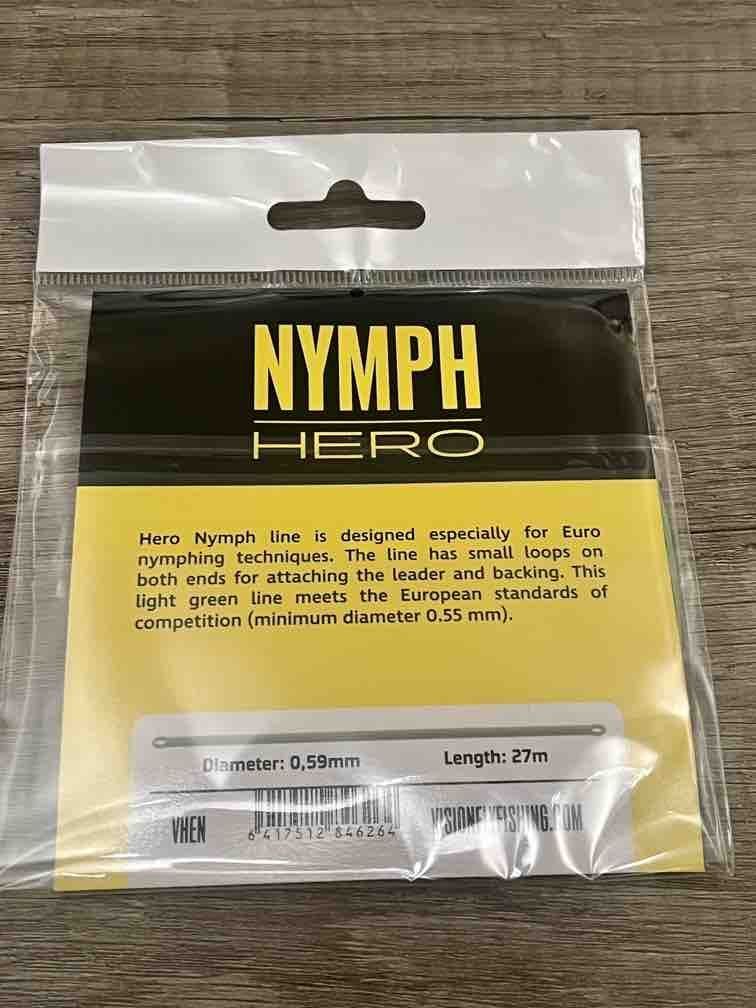 NYMPH
HERO
Hero Nymph line is designed especially for Euro
nymphing techniques. The line has small loops on
both ends for attaching the leader and backing. This
light green line meets the European standards of
competition (minimum diameter 0.55 mm).
Diameter: 0,59mm Length: 27m
VHEN 6 417512 846264 VISIONFLYFISHING.COM